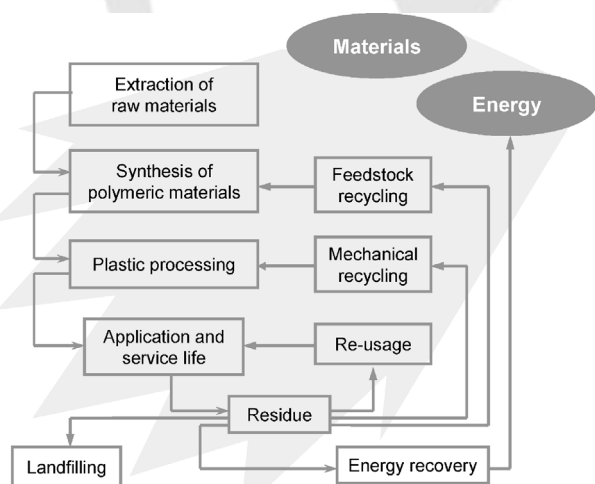 Materials
Energy
Extraction of
raw materials
Synthesis of
polymeric materials
Feedstock
recycling
Plastic processing
Mechanical
recycling
Application and
service life
Re-usage
Residue
Landfilling
Energy recovery